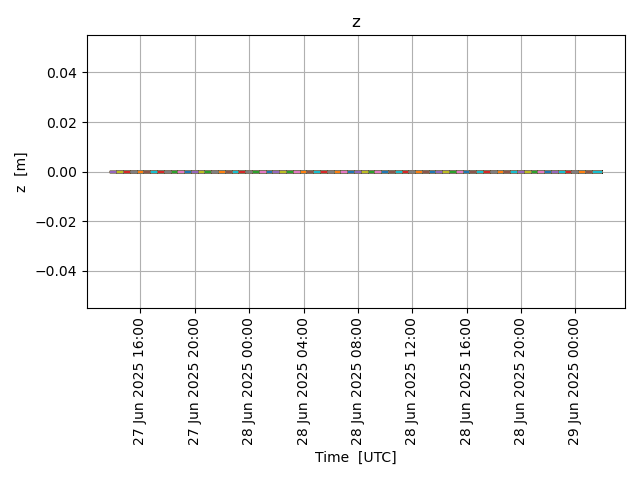 z
0.04
0.02
0.00
−0.02
−0.04
z  [m]
27 Jun 2025 16:00
27 Jun 2025 20:00
28 Jun 2025 00:00
28 Jun 2025 04:00
28 Jun 2025 08:00
28 Jun 2025 12:00
28 Jun 2025 16:00
28 Jun 2025 20:00
29 Jun 2025 00:00
Time  [UTC]